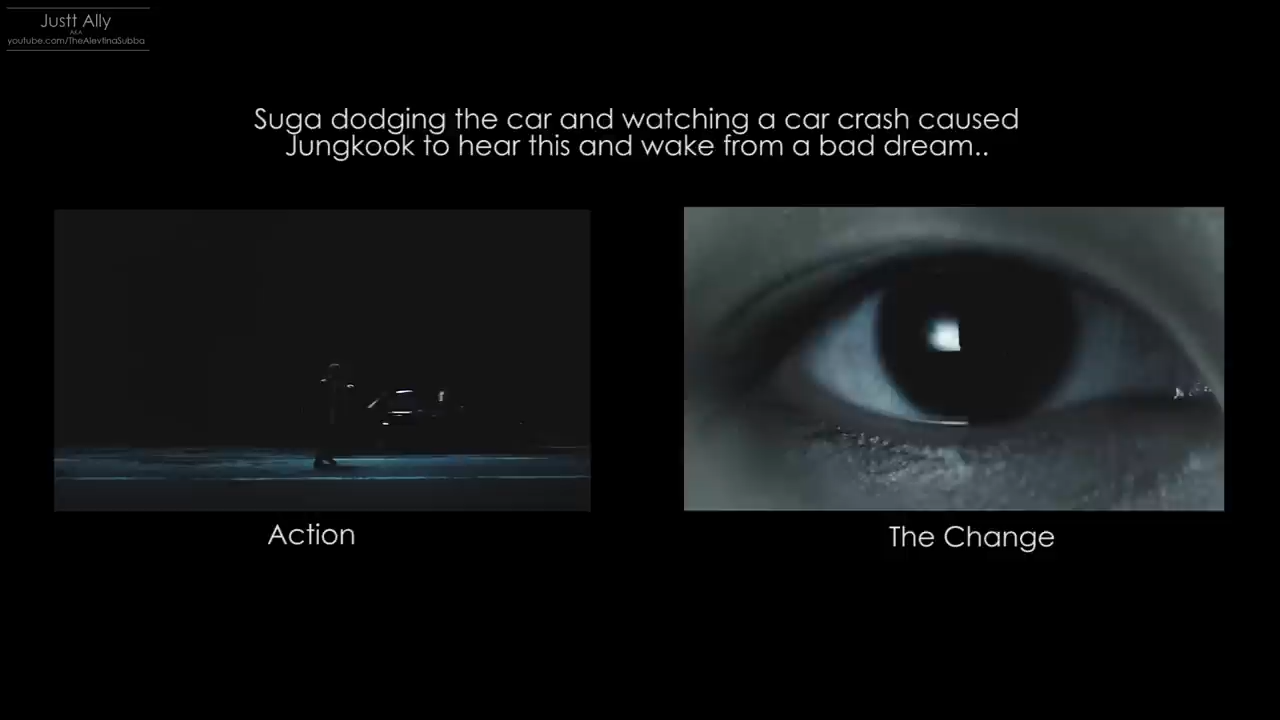 Justt Ally
AKA
youtube.com/TheAlevtinaSubba
Suga dodging the car and watching a car crash caused
Jungkook to hear this and wake from a bad dream..
Action
The Change